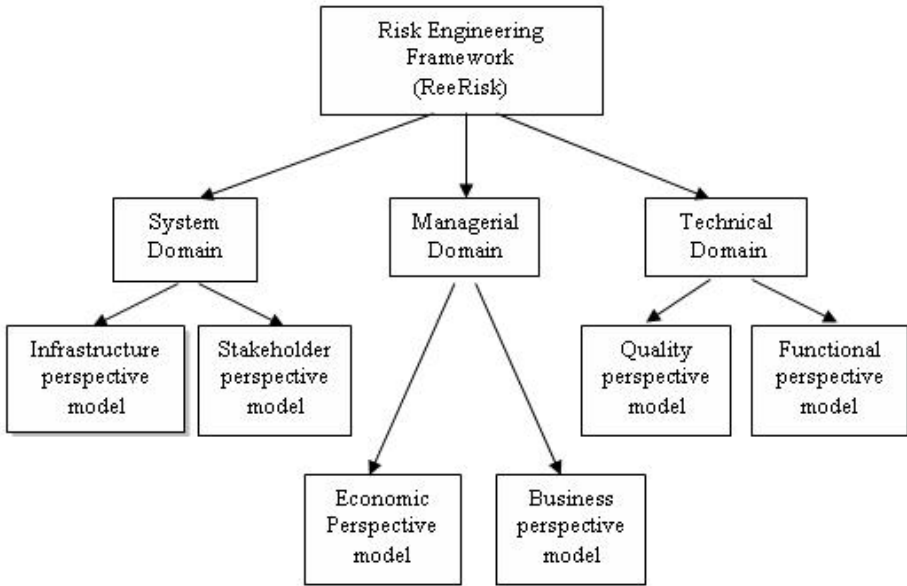 Risk Engineering
Framework
(ReeRisk)
System
Domain
Managerial
Domain
Technical
Domain
Infrastructure
perspective
model
Stakeholder
perspective
model
Quality
perspective
model
Functional
perspective
model
Economic
Perspective
model
Business
perspective
model